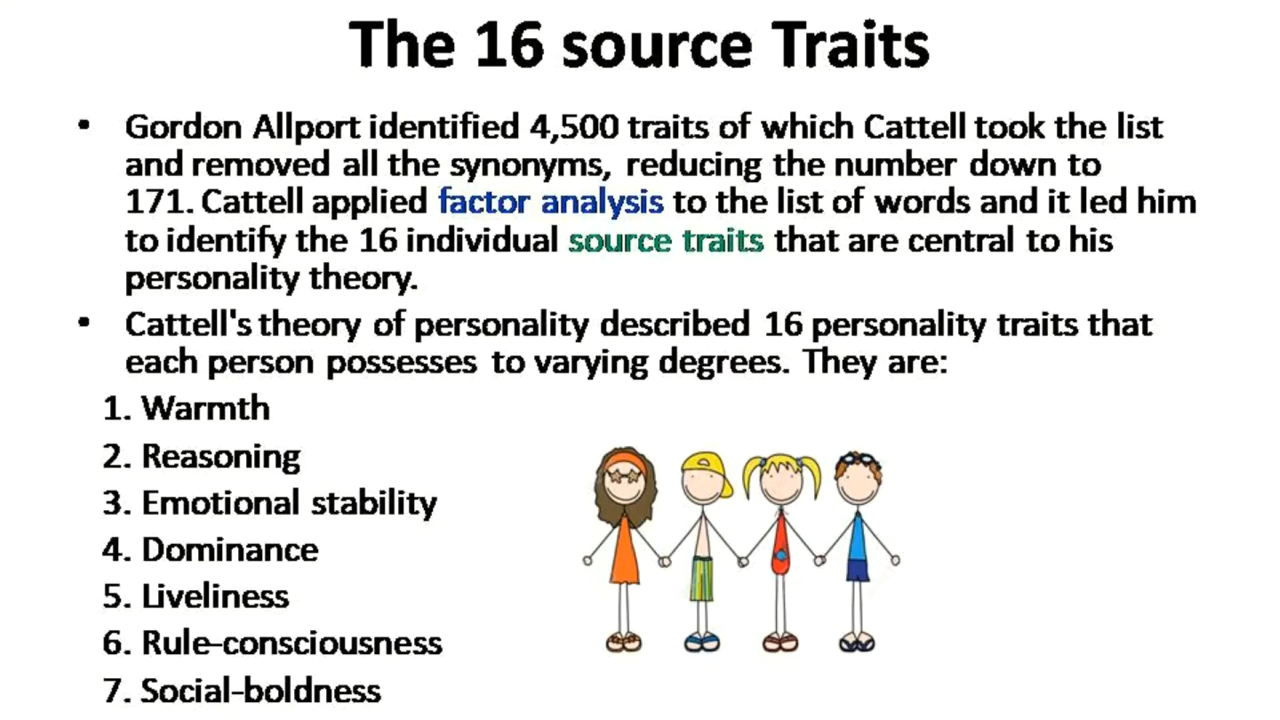 The 16 source Traits
• Gordon Allport identified 4,500 traits of which Cattell took the list
and removed all the synonyms, reducing the number down to
171. Cattell applied factor analysis to the list of words and it led him
to identify the 16 individual source traits that are central to his
personality theory.
• Cattell's theory of personality described 16 personality traits that
each person possesses to varying degrees. They are:
1. Warmth
2. Reasoning
3. Emotional stability
4. Dominance
5. Liveliness
6. Rule-consciousness
7. Social-boldness